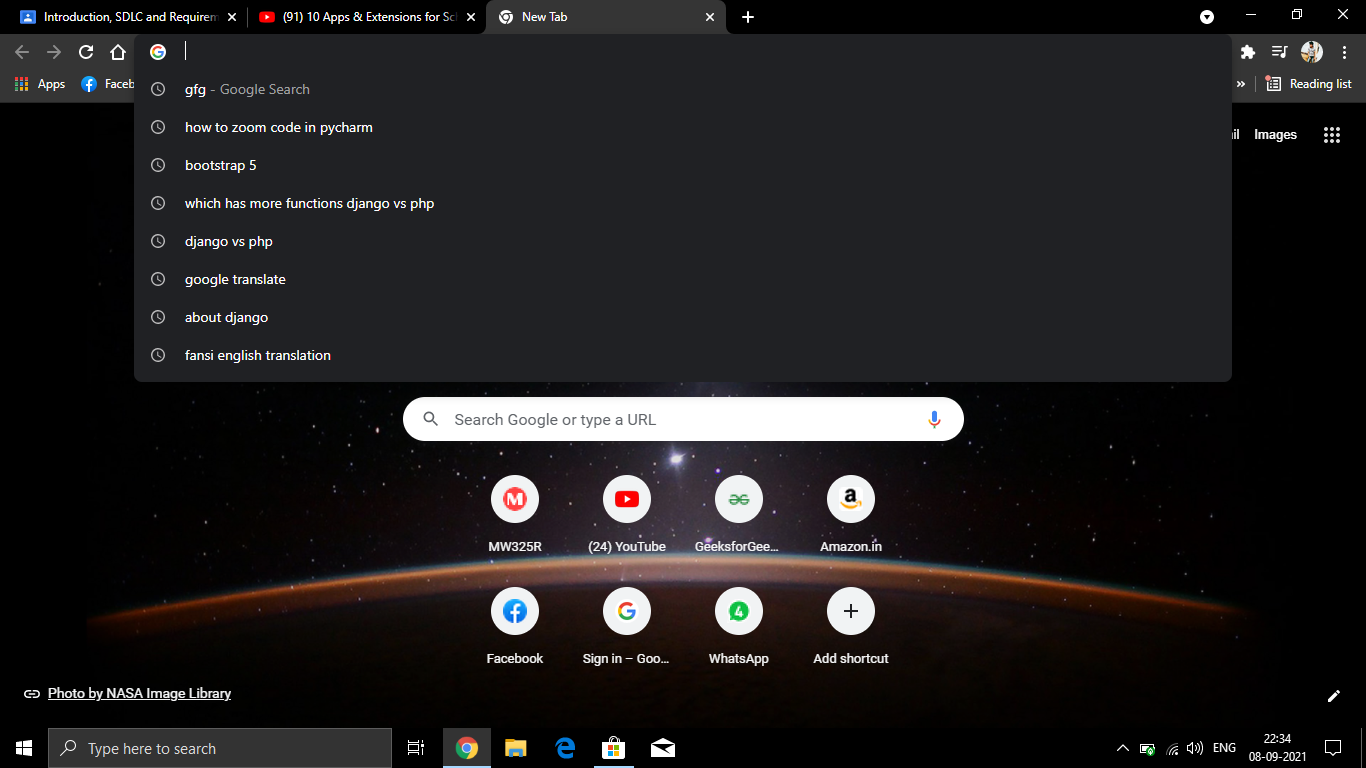 Introduction, SDLC and Requirem
(91) 10 Apps & Extensions for Sc
New Tab
Apps
Faceb
Reading list
gfg - Google Search
how to zoom code in pycharm
bootstrap 5
which has more functions django vs php
django vs php
google translate
about django
fansi english translation
il
Images
Search Google or type a URL
MW325R
(24) YouTube
GeeksforGee...
Amazon.in
Facebook
Sign in – Goo...
WhatsApp
Add shortcut
Photo by NASA Image Library
Type here to search
ENG
22:34
08-09-2021